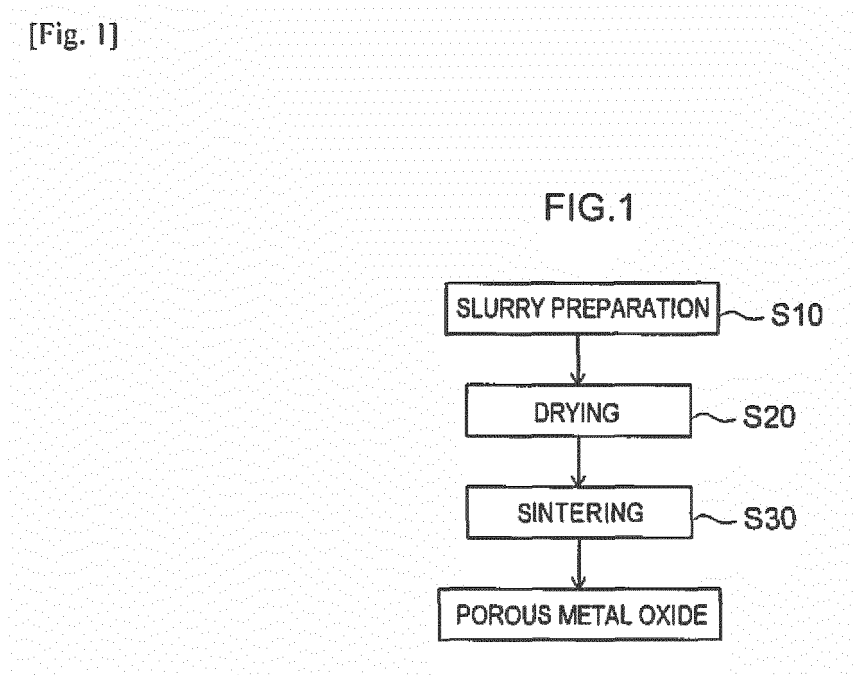 [Fig. 1]
FIG.1
SLURRY PREPARATION S10
DRYING S20
SINTERING S30
POROUS METAL OXIDE